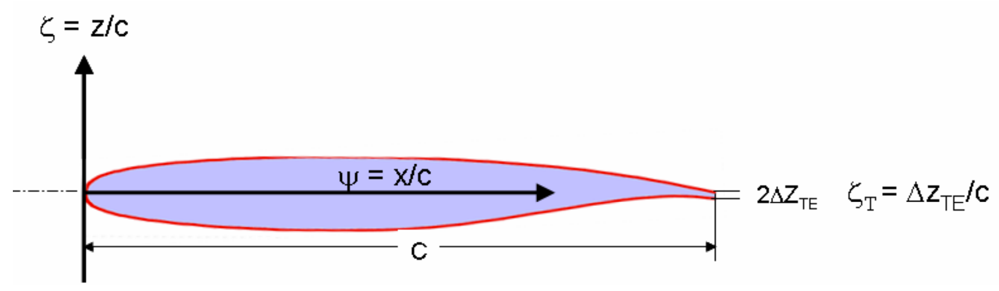 ζ = z/c
ψ = x/c
2ΔZ_TE ζ_T = Δz_TE/c
C